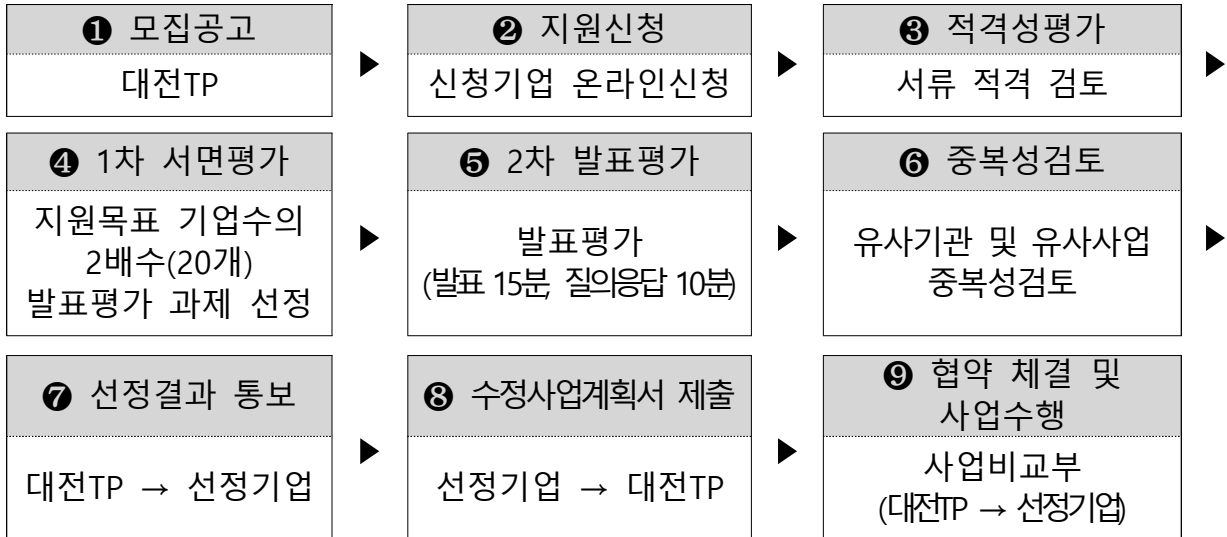 ❶ 모집공고
대전TP
❷ 지원신청
신청기업 온라인신청
❸ 적격성평가
서류 적격 검토
❹ 1차 서면평가
지원목표 기업수의
2배수(20개)
발표평가 과제 선정
❺ 2차 발표평가
발표평가
(발표 15분, 질의응답 10분)
❻ 중복성검토
유사기관 및 유사사업
중복성검토
❼ 선정결과 통보
대전TP → 선정기업
❽ 수정사업계획서 제출
선정기업 → 대전TP
❾ 협약 체결 및
사업수행
사업비교부
(대전TP → 선정기업)